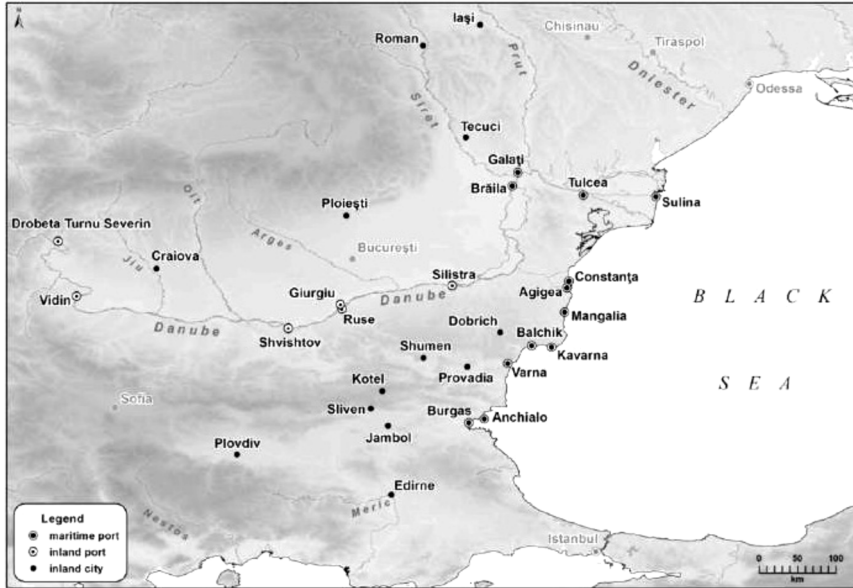 N
Iaşi
Roman
Chisinau
Tiraspol
Prut
Dniester
Odessa
Siret
Tecuci
Galaţi
Brăila
Tulcea
Sulina
Olt
Ploieşti
Drobeta Turnu Severin
Argeş
Bucureşti
Craiova
Jiu
Silistra
Constanţa
Agigea
Vidin
Giurgiu
Danube
Ruse
Mangalia
B L A C K
Danube
Shvishtov
Dobrich
Balchik
Shumen
Kavarna
Provadia
Varna
S E A
Kotel
Sofia
Sliven
Burgas
Anchialo
Jambol
Plovdiv
Edirne
Meric
Nestos
Istanbul
Legend
maritime port
inland port
inland city
0 50 100
km